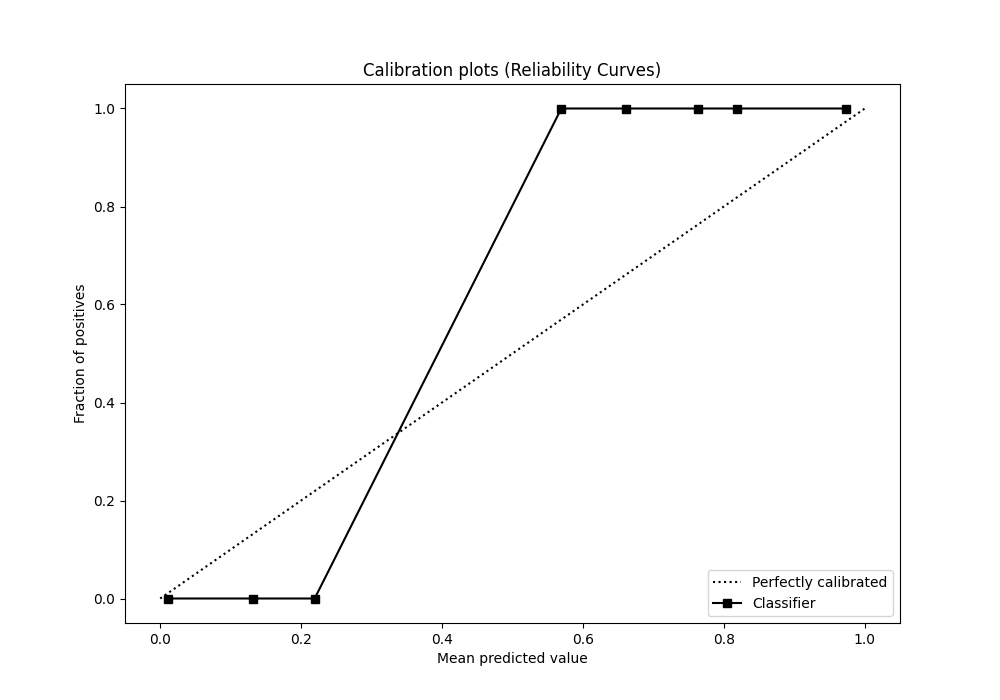 Calibration plots (Reliability Curves)
1.0
0.8
0.6
0.4
0.2
0.0
Fraction of positives
0.0 0.2 0.4 0.6 0.8 1.0
Mean predicted value
Perfectly calibrated
Classifier